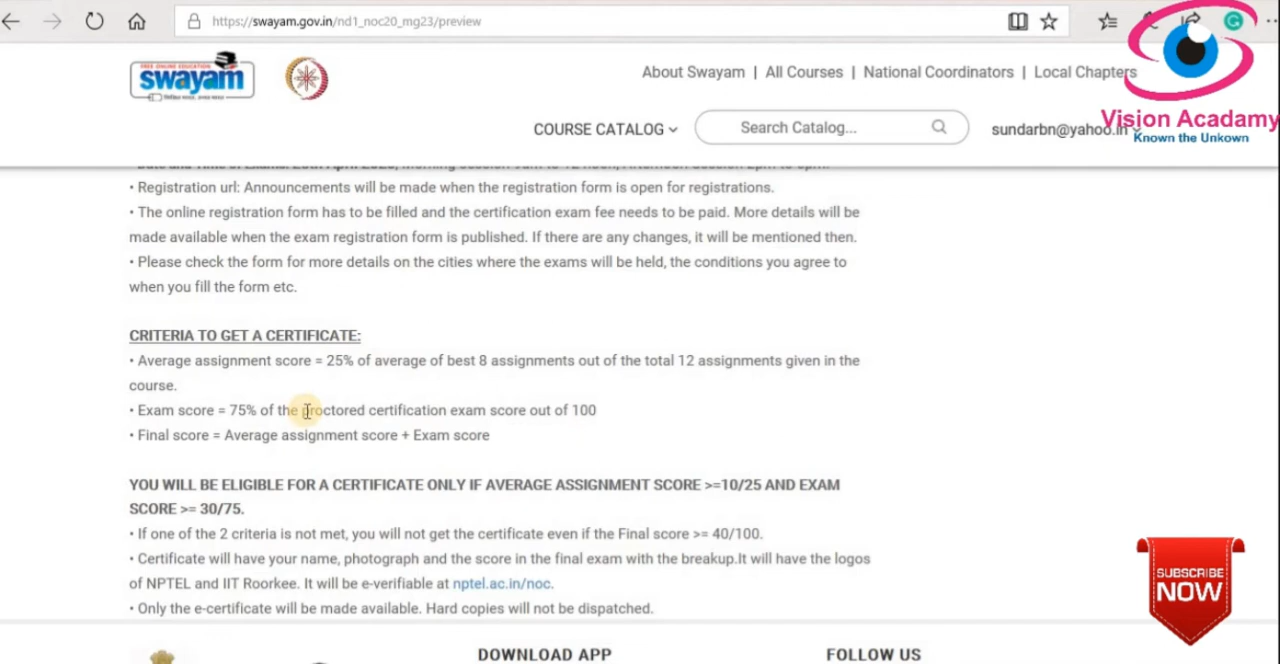 https://swayam.gov.in/nd1_noc20_mg23/preview
FREE ONLINE EDUCATION
swayam
About Swayam | All Courses | National Coordinators | Local Chapters
COURSE CATALOG
Search Catalog...
sundarbn@yahoo.in
Vision Acadamy
Known the Unkown
• Registration url: Announcements will be made when the registration form is open for registrations.
• The online registration form has to be filled and the certification exam fee needs to be paid. More details will be
made available when the exam registration form is published. If there are any changes, it will be mentioned then.
• Please check the form for more details on the cities where the exams will be held, the conditions you agree to
when you fill the form etc.
CRITERIA TO GET A CERTIFICATE:
• Average assignment score = 25% of average of best 8 assignments out of the total 12 assignments given in the
course.
• Exam score = 75% of the proctored certification exam score out of 100
• Final score = Average assignment score + Exam score
YOU WILL BE ELIGIBLE FOR A CERTIFICATE ONLY IF AVERAGE ASSIGNMENT SCORE >=10/25 AND EXAM
SCORE >= 30/75.
• If one of the 2 criteria is not met, you will not get the certificate even if the Final score >= 40/100.
• Certificate will have your name, photograph and the score in the final exam with the breakup.It will have the logos
of NPTEL and IIT Roorkee. It will be e-verifiable at nptel.ac.in/noc.
• Only the e-certificate will be made available. Hard copies will not be dispatched.
SUBSCRIBE
NOW
DOWNLOAD APP
FOLLOW US